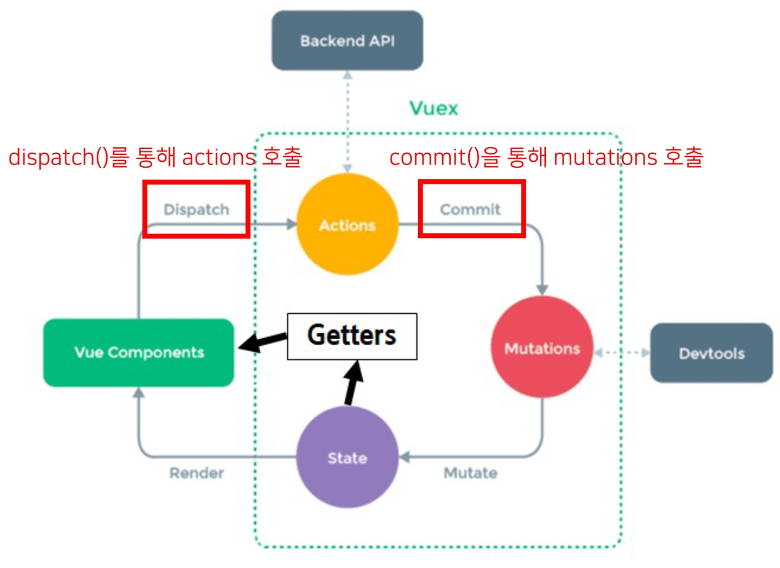 Backend API
Vuex
dispatch()를 통해 actions 호출
commit()을 통해 mutations 호출
Dispatch
Commit
Actions
Getters
Vue Components
Mutations
Devtools
State
Render
Mutate